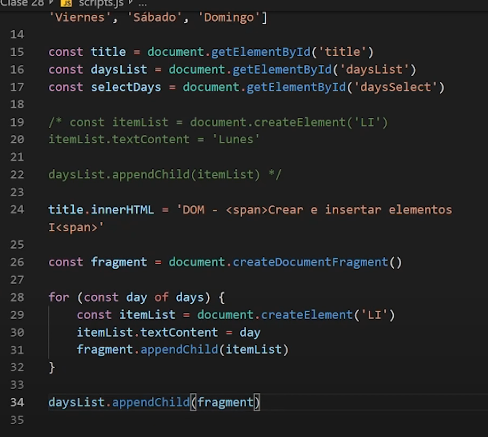 Clase 28 > JS scripts.js > ...
'Viernes', 'Sábado', 'Domingo']
14
15 const title = document.getElementById('title')
16 const daysList = document.getElementById('daysList')
17 const selectDays = document.getElementById('daysSelect')
18
19 /* const itemList = document.createElement('LI')
20 itemList.textContent = 'Lunes'
21
22 daysList.appendChild(itemList) */
23
24 title.innerHTML = 'DOM - <span>Crear e insertar elementos
I<span>'
25
26 const fragment = document.createDocumentFragment()
27
28 for (const day of days) {
29 const itemList = document.createElement('LI')
30 itemList.textContent = day
31 fragment.appendChild(itemList)
32 }
33
34 daysList.appendChild(fragment)
35